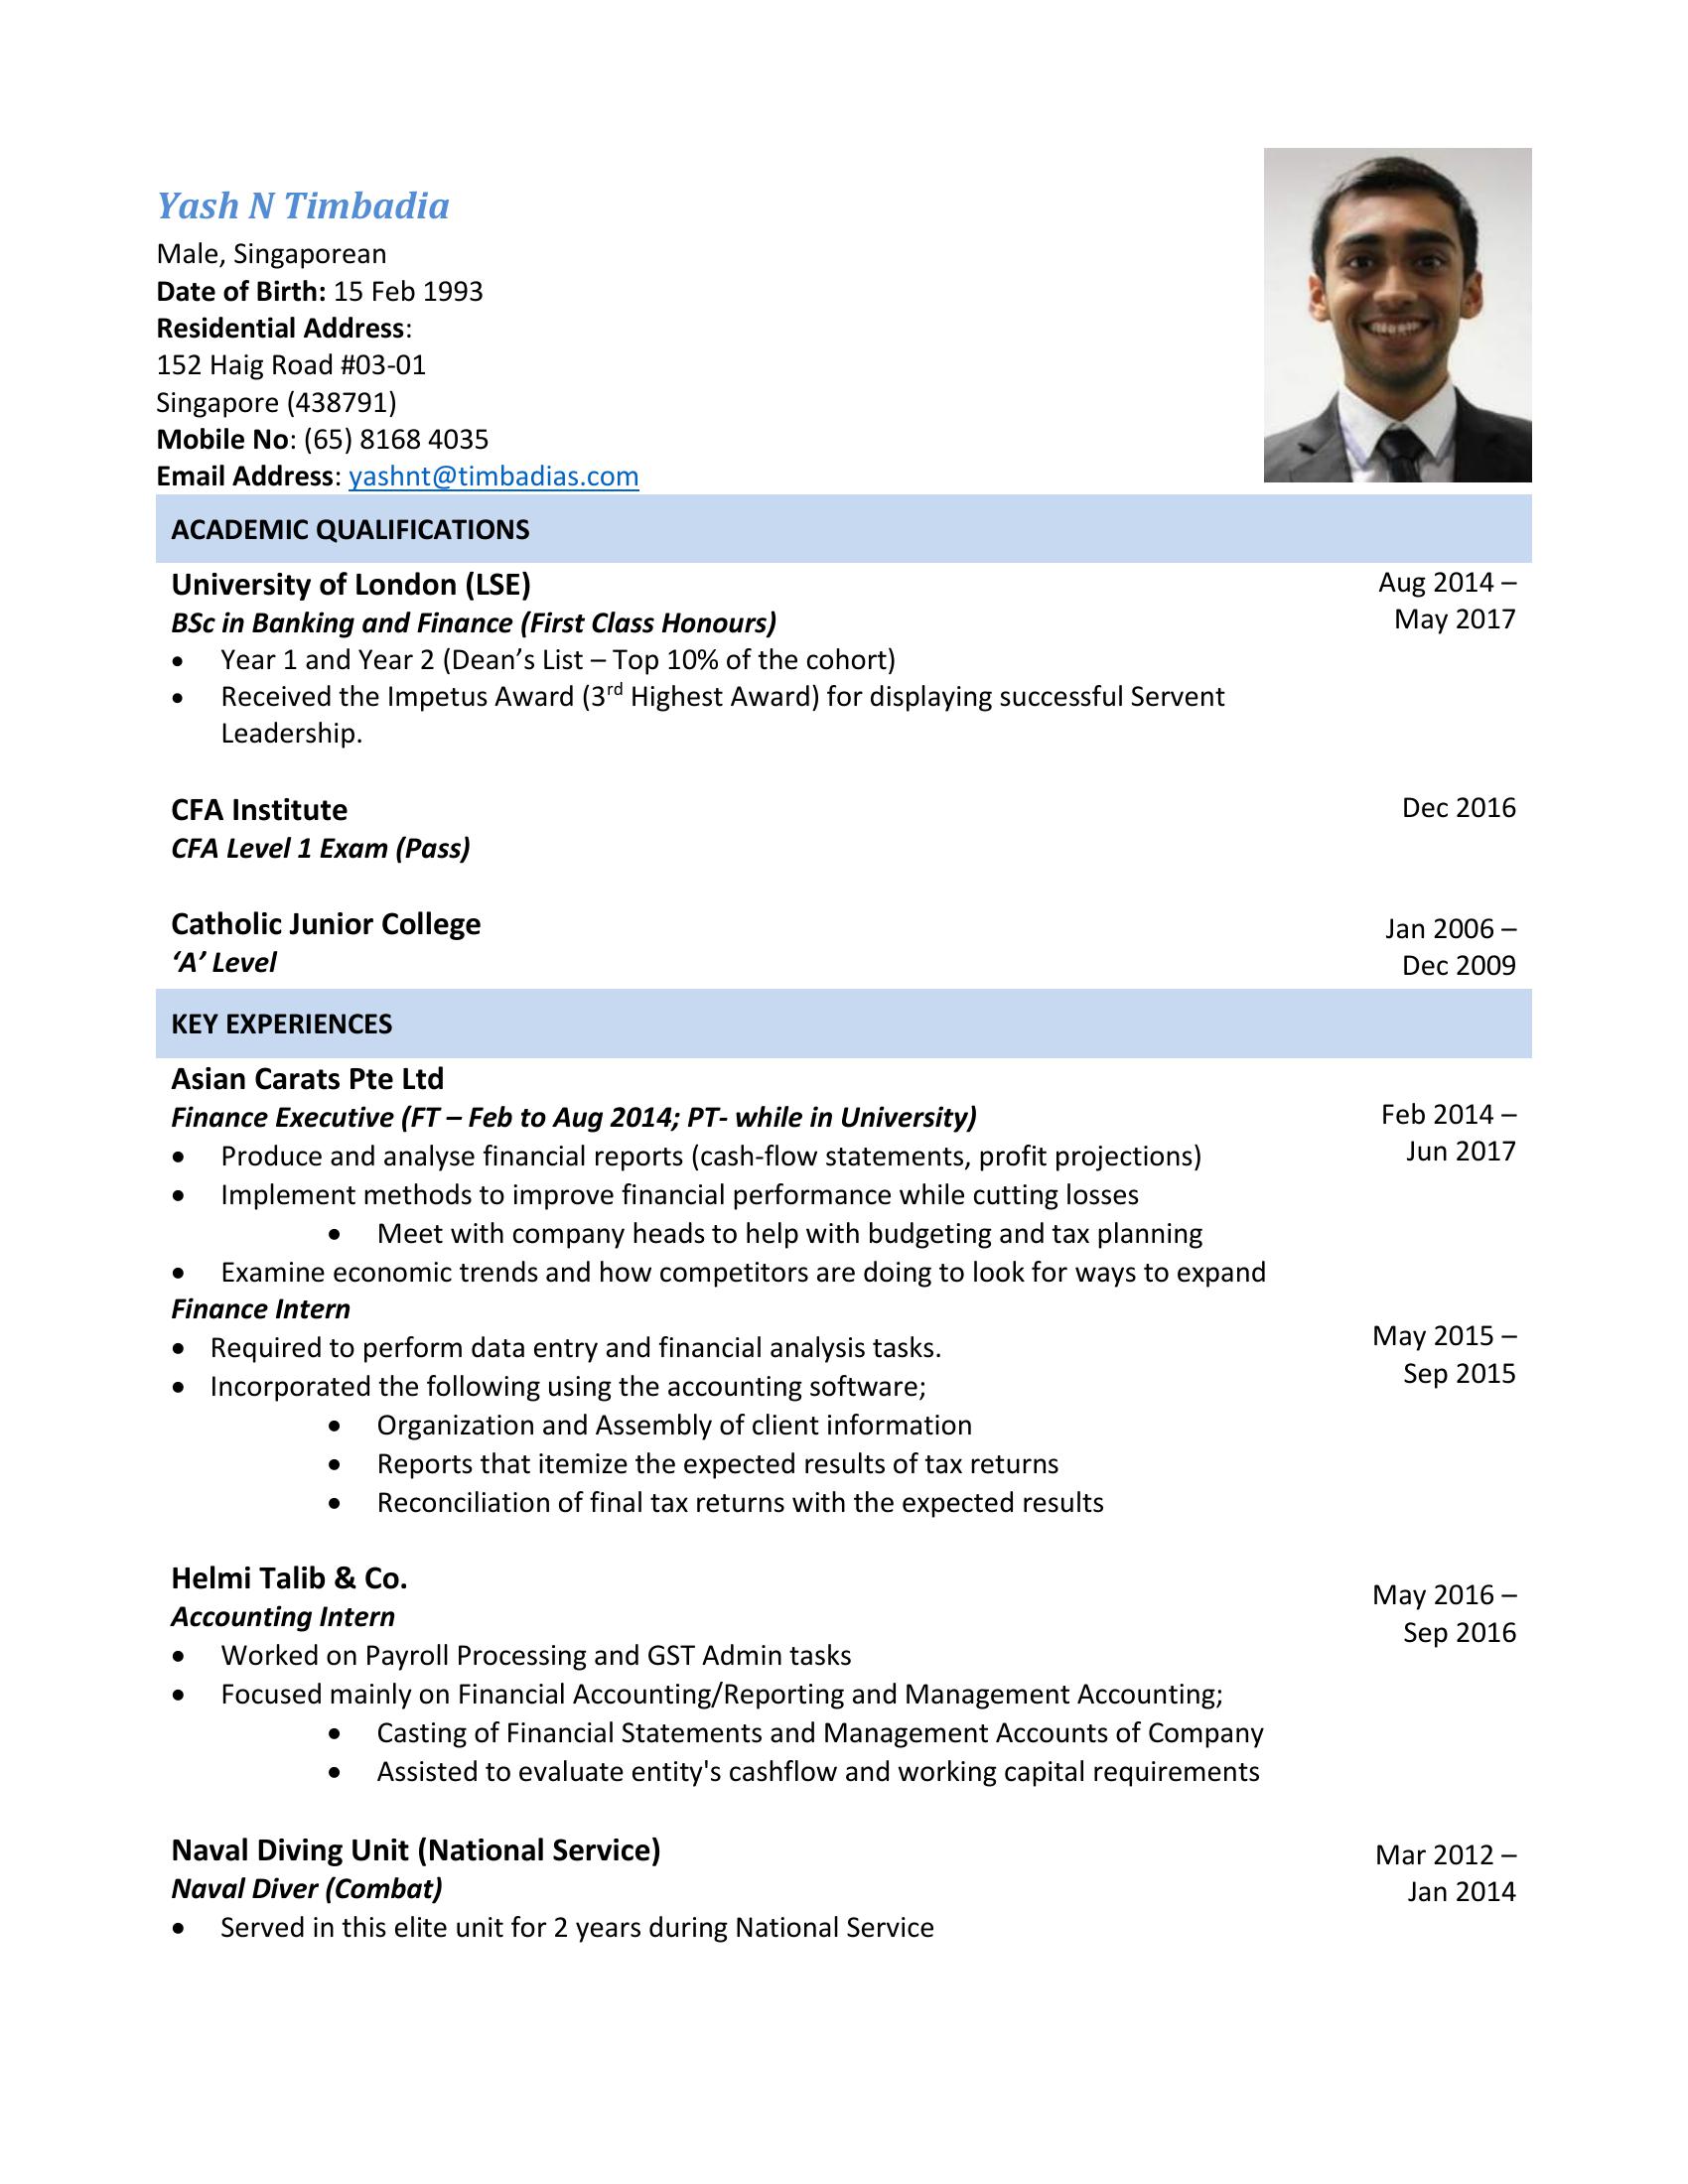 Yash N Timbadia
Male, Singaporean
Date of Birth: 15 Feb 1993
Residential Address:
152 Haig Road #03-01
Singapore (438791)
Mobile No: (65) 8168 4035
Email Address: yashnt@timbadias.com
ACADEMIC QUALIFICATIONS
University of London (LSE)
Aug 2014 –
BSc in Banking and Finance (First Class Honours)
May 2017
• Year 1 and Year 2 (Dean’s List – Top 10% of the cohort)
• Received the Impetus Award (3rd Highest Award) for displaying successful Servent
Leadership.
CFA Institute
Dec 2016
CFA Level 1 Exam (Pass)
Catholic Junior College
Jan 2006 –
‘A’ Level
Dec 2009
KEY EXPERIENCES
Asian Carats Pte Ltd
Finance Executive (FT – Feb to Aug 2014; PT- while in University)
Feb 2014 –
Jun 2017
• Produce and analyse financial reports (cash-flow statements, profit projections)
• Implement methods to improve financial performance while cutting losses
• Meet with company heads to help with budgeting and tax planning
• Examine economic trends and how competitors are doing to look for ways to expand
Finance Intern
May 2015 –
Sep 2015
• Required to perform data entry and financial analysis tasks.
• Incorporated the following using the accounting software;
• Organization and Assembly of client information
• Reports that itemize the expected results of tax returns
• Reconciliation of final tax returns with the expected results
Helmi Talib & Co.
May 2016 –
Accounting Intern
Sep 2016
• Worked on Payroll Processing and GST Admin tasks
• Focused mainly on Financial Accounting/Reporting and Management Accounting;
• Casting of Financial Statements and Management Accounts of Company
• Assisted to evaluate entity's cashflow and working capital requirements
Naval Diving Unit (National Service)
Mar 2012 –
Naval Diver (Combat)
Jan 2014
• Served in this elite unit for 2 years during National Service